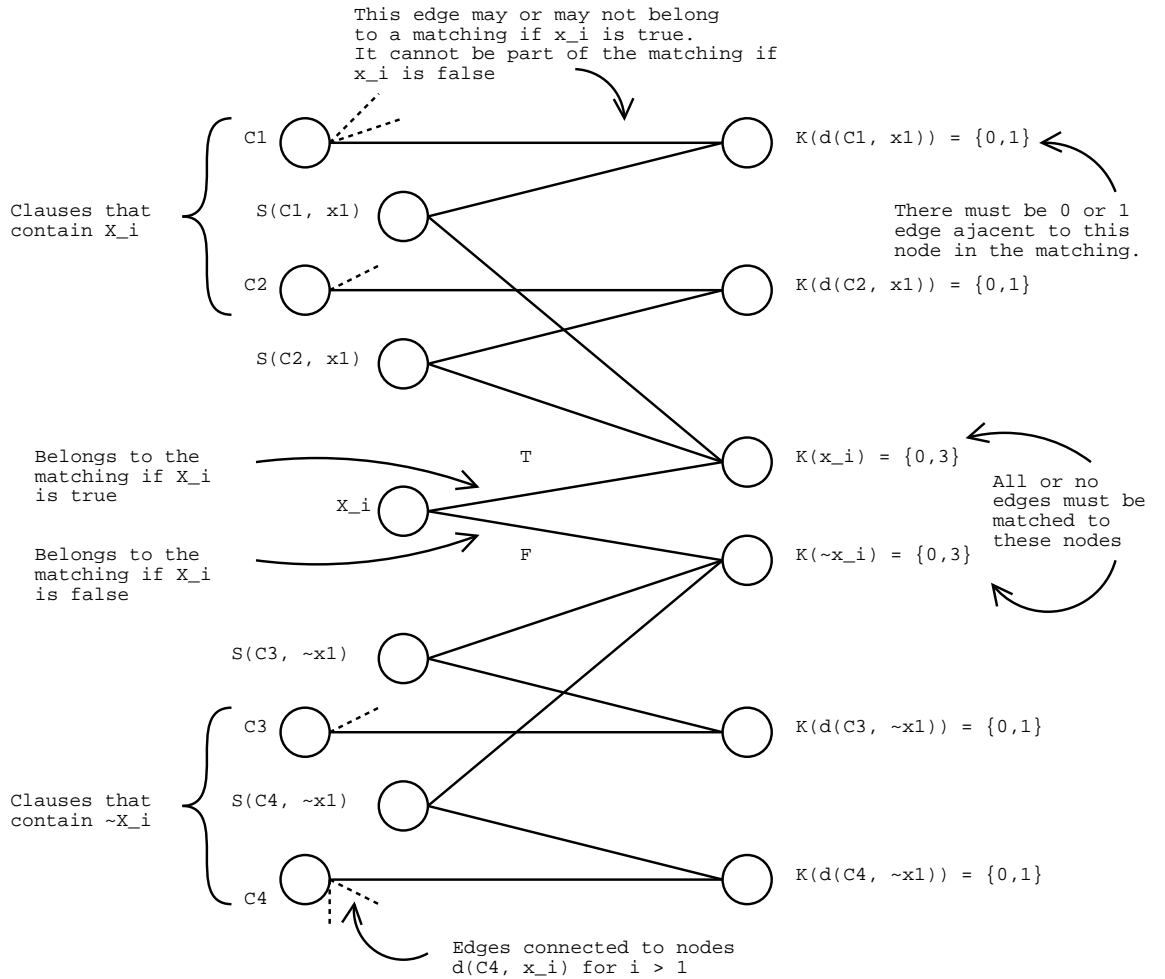 This edge may or may not belong
to a matching if x_i is true.
It cannot be part of the matching if
x_i is false
C1
K(d(C1, x1)) = {0,1}
Clauses that
contain X_i
S(C1, x1)
There must be 0 or 1
edge ajacent to this
node in the matching.
C2
K(d(C2, x1)) = {0,1}
S(C2, x1)
Belongs to the
matching if X_i
is true
T
K(x_i) = {0,3}
All or no
edges must be
matched to
these nodes
X_i
Belongs to the
matching if X_i
is false
F
K(~x_i) = {0,3}
S(C3, ~x1)
C3
K(d(C3, ~x1)) = {0,1}
Clauses that
contain ~X_i
S(C4, ~x1)
C4
K(d(C4, ~x1)) = {0,1}
Edges connected to nodes
d(C4, x_i) for i > 1